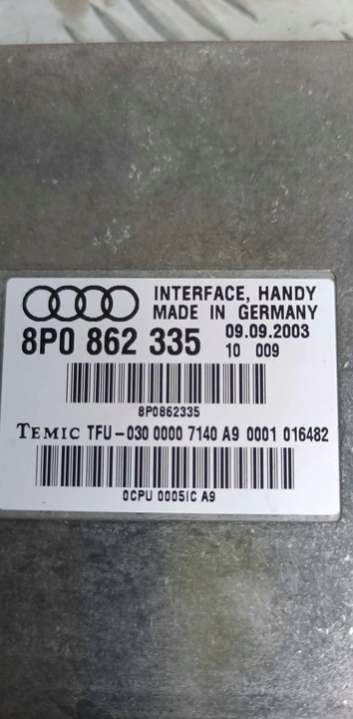 INTERFACE, HANDY
MADE IN GERMANY
8P0 862 335
09.09.2003
10 009
8P0862335
TEMIC TFU-030 0000 7140 A9 0001 016482
0CPU 0005IC A9